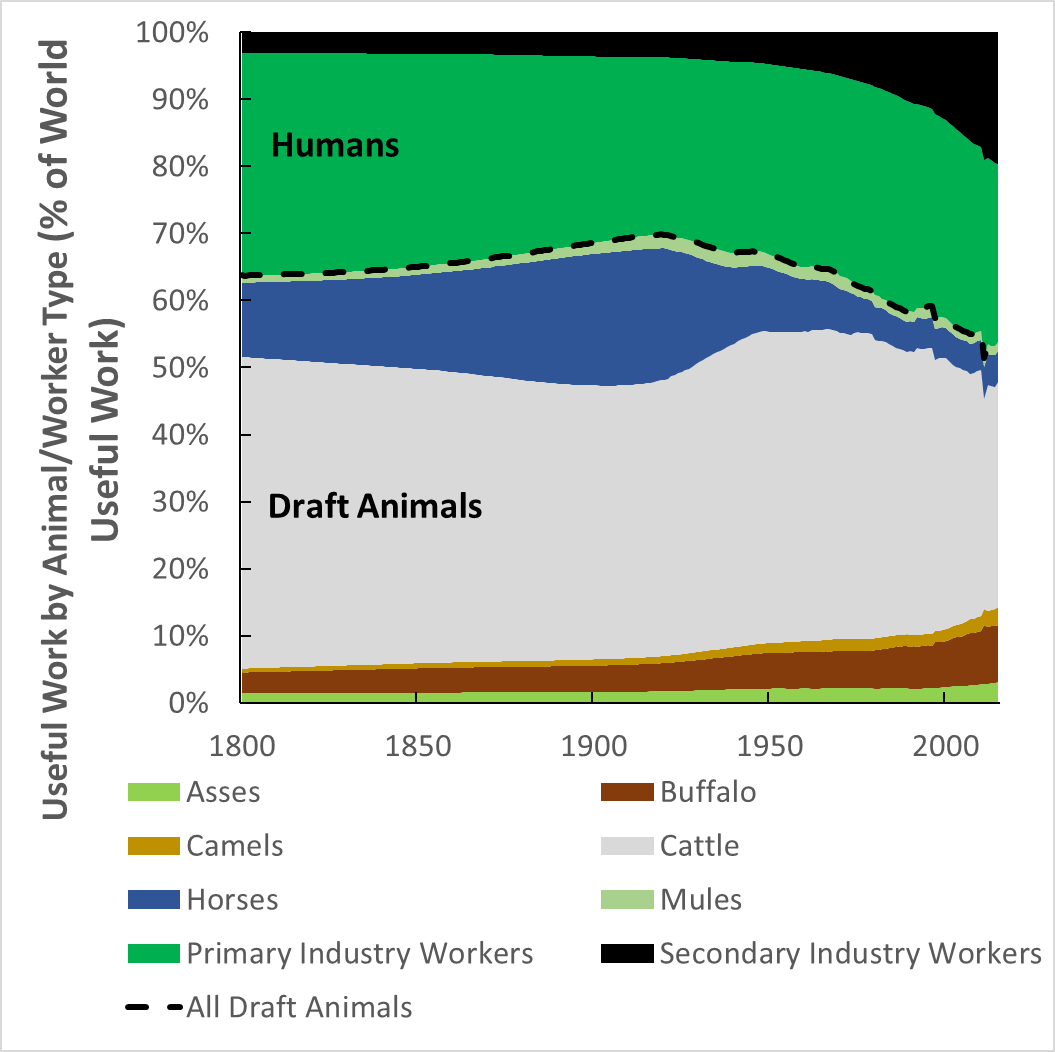 Useful Work by Animal/Worker Type (% of World
Useful Work)
100%
90%
80%
70%
60%
50%
40%
30%
20%
10%
0%
Humans
Draft Animals
1800 1850 1900 1950 2000
Asses Buffalo
Camels Cattle
Horses Mules
Primary Industry Workers Secondary Industry Workers
All Draft Animals